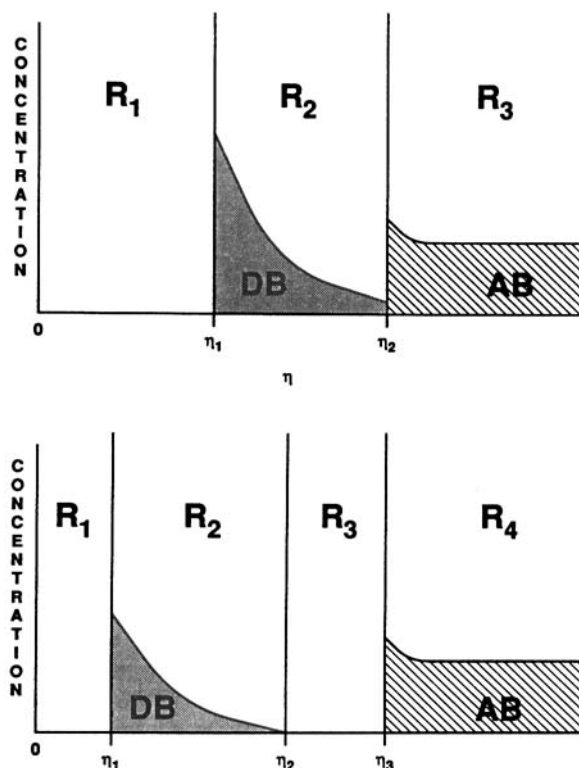 CONCENTRATION
R₁ R₂ R₃
DB AB
0 η₁ η₂
η
CONCENTRATION
R₁ R₂ R₃ R₄
DB AB
0 η₁ η₂ η₃